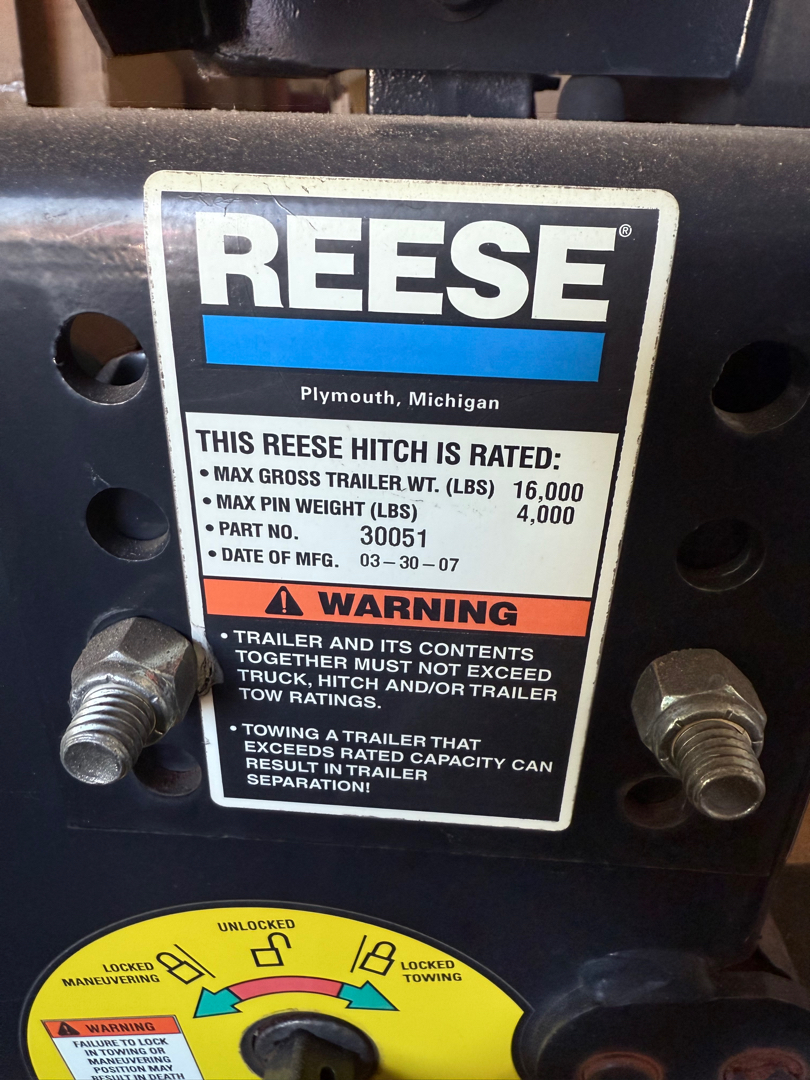 REESE®
Plymouth, Michigan
THIS REESE HITCH IS RATED:
• MAX GROSS TRAILER WT. (LBS) 16,000
• MAX PIN WEIGHT (LBS) 4,000
• PART NO. 30051
• DATE OF MFG. 03-30-07
WARNING
• TRAILER AND ITS CONTENTS
TOGETHER MUST NOT EXCEED
TRUCK, HITCH AND/OR TRAILER
TOW RATINGS.
• TOWING A TRAILER THAT
EXCEEDS RATED CAPACITY CAN
RESULT IN TRAILER
SEPARATION!
UNLOCKED
LOCKED
MANEUVERING
LOCKED
TOWING
WARNING
FAILURE TO LOCK
IN TOWING OR
MANEUVERING
POSITION MAY
RESULT IN DEATH